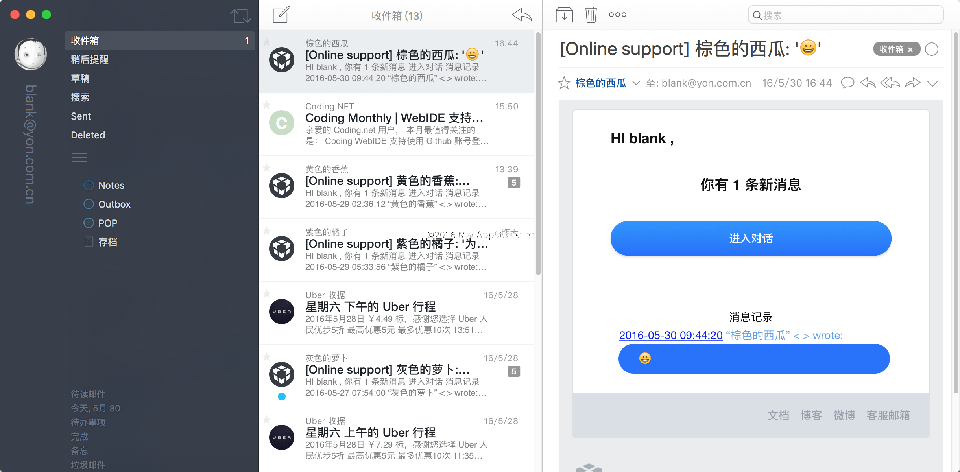 blank@yon.com.cn
收件箱 1
稍后提醒
草稿
搜索
Sent
Deleted
Notes
Outbox
POP
存档
待读邮件
今天, 5月 30
待办事项
完成
备忘
垃圾邮件
收件箱 (13)
棕色的西瓜 16:44
[Online support] 棕色的西瓜: '😄'
Hi blank , 你有 1 条新消息 进入对话 消息记录
2016-05-30 09:44:20 "棕色的西瓜" < > wrote:...
Coding NET 15:50
C
Coding Monthly | WebIDE 支持...
亲爱的 Coding.net 用户， 本月最值得关注的
是： Coding WebIDE 支持使用 Github 账号登...
黄色的香蕉 13:39
[Online support] 黄色的香蕉:...
5
Hi blank , 你有 1 条新消息 进入对话 消息记录
2016-05-29 02:36:12 "黄色的香蕉" < > wrote:...
紫色的橘子
[Online support] 紫色的橘子: '为...
Hi blank , 你有 1 条新消息 进入对话 消息记录
2016-05-29 05:33:56 "紫色的橘子" < > wrote:...
Uber 收据 16/5/28
UBER
星期六 下午的 Uber 行程
2016年5月28日 ￥4.49 标，感谢您选择 Uber 人
民优步5折 最高优惠5元 最多优惠10次 13:51...
灰色的萝卜 16/5/28
[Online support] 灰色的萝卜:...
5
Hi blank , 你有 1 条新消息 进入对话 消息记录
2016-05-27 07:54:00 "灰色的萝卜" < > wrote:...
Uber 收据 16/5/28
UBER
星期六 上午的 Uber 行程
2016年5月28日 ￥7.29 标，感谢您选择 Uber 人
民优步5折 最高优惠5元 最多优惠10次 11:35...
搜索
[Online support] 棕色的西瓜: '😄'
收件箱 ×
棕色的西瓜 至: blank@yon.com.cn 16/5/30 16:44
Hi blank ,
你有 1 条新消息
进入对话
消息记录
2016-05-30 09:44:20 "棕色的西瓜" < > wrote:
😄
文档 博客 微博 客服邮箱